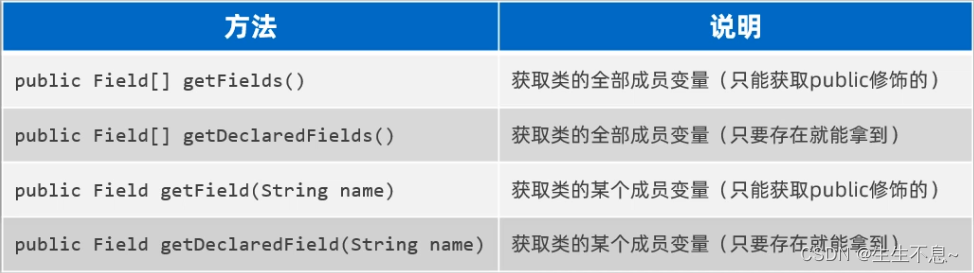 方法 说明
public Field[] getFields() 获取类的全部成员变量（只能获取public修饰的）
public Field[] getDeclaredFields() 获取类的全部成员变量（只要存在就能拿到）
public Field getField(String name) 获取类的某个成员变量（只能获取public修饰的）
public Field getDeclaredField(String name) 获取类的某个成员变量（只要存在就能拿到）
CSDN @生生不息~